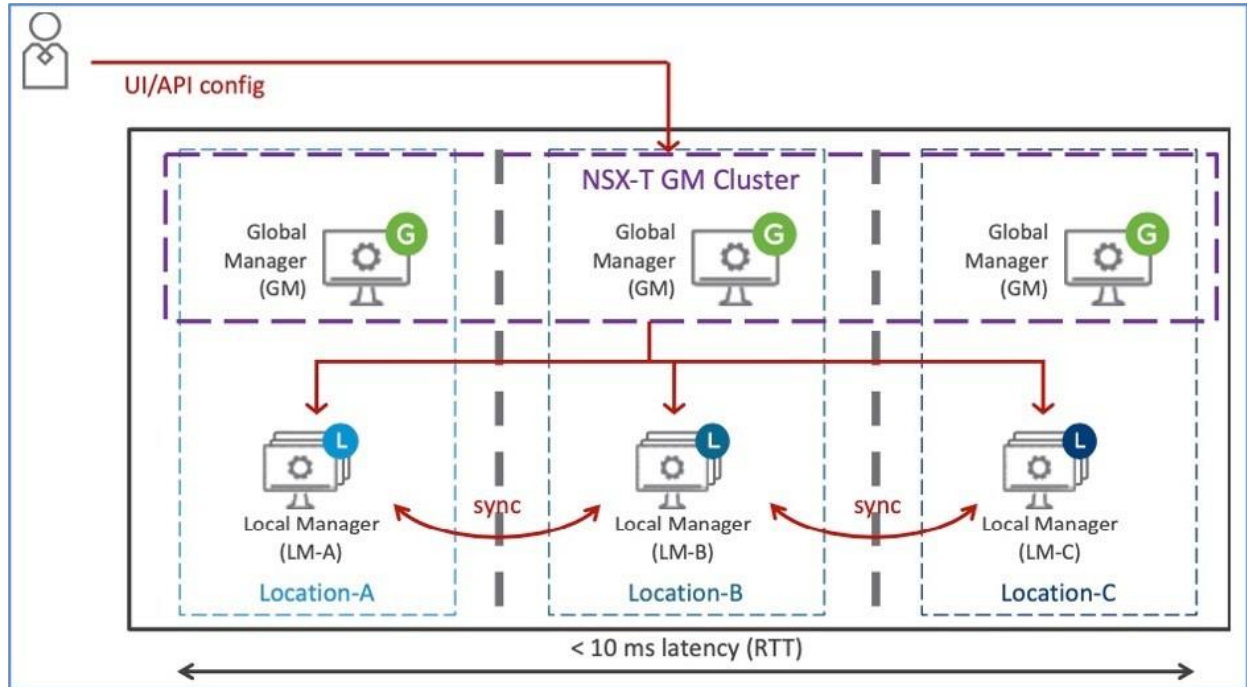 UI/API config
NSX-T GM Cluster
Global
Manager
(GM)
G
Global
Manager
(GM)
G
Global
Manager
(GM)
G
L
Local Manager
(LM-A)
Location-A
sync
L
Local Manager
(LM-B)
Location-B
sync
L
Local Manager
(LM-C)
Location-C
< 10 ms latency (RTT)